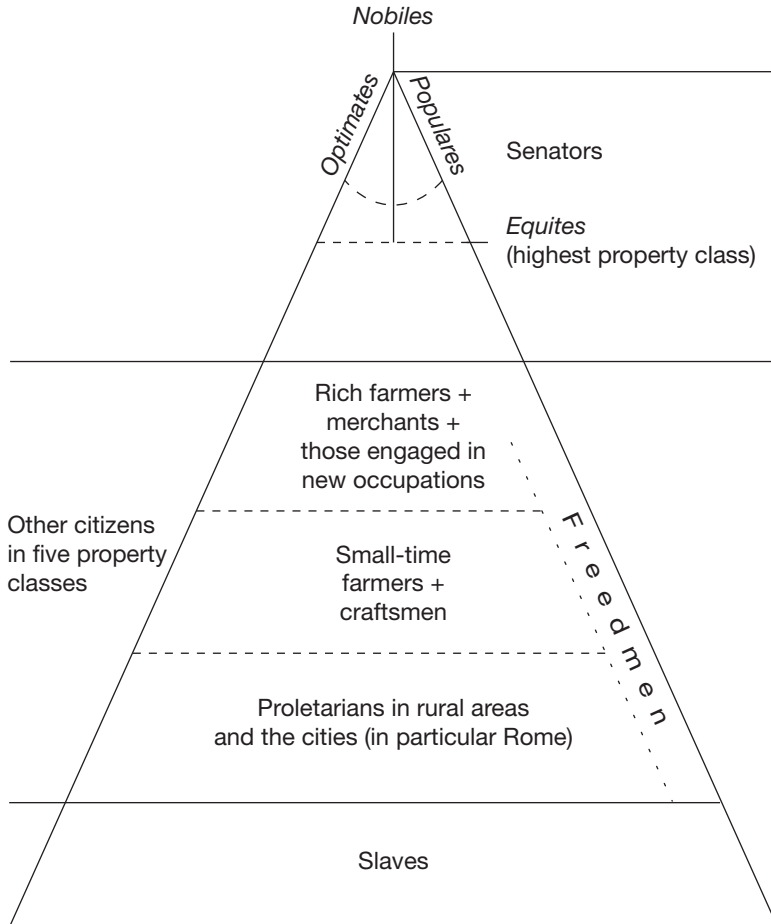 Nobiles
Optimates
Populares
Senators
Equites
(highest property class)
Rich farmers +
merchants +
those engaged in
new occupations
Other citizens
in five property
classes
Small-time
farmers +
craftsmen
Freedmen
Proletarians in rural areas
and the cities (in particular Rome)
Slaves